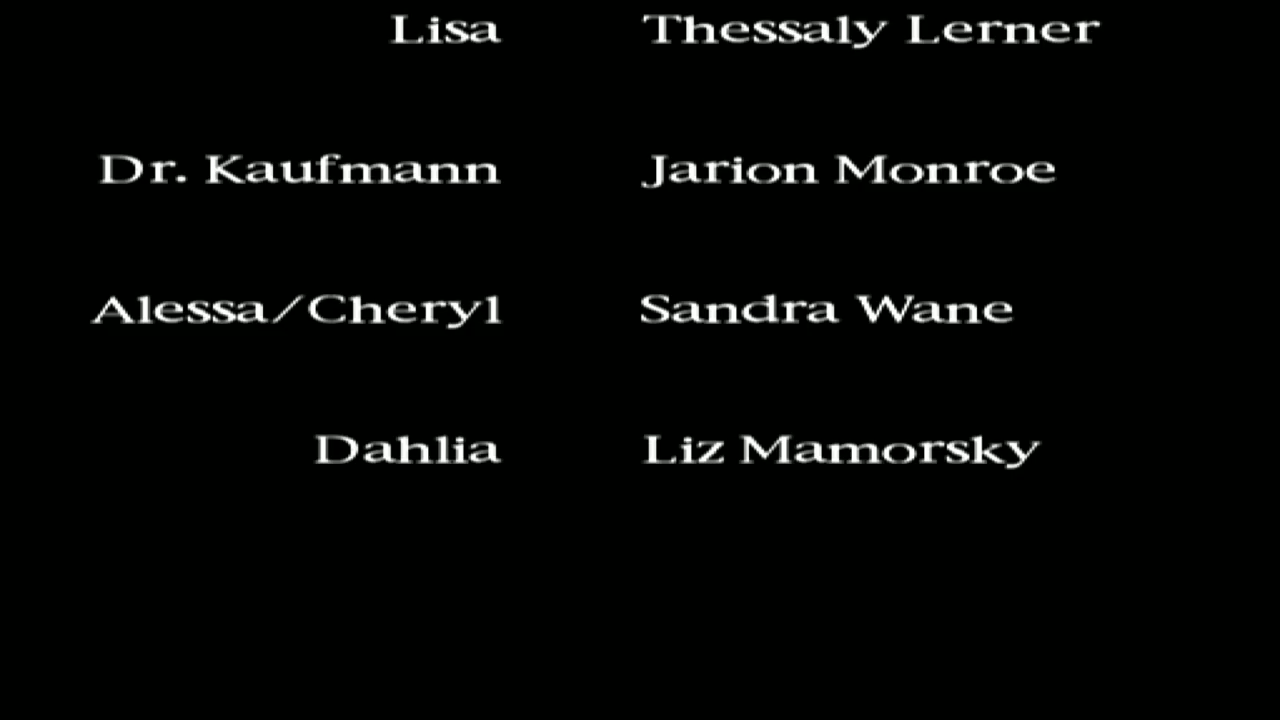 Lisa Thessaly Lerner
Dr. Kaufmann Jarion Monroe
Alessa/Cheryl Sandra Wane
Dahlia Liz Mamorsky